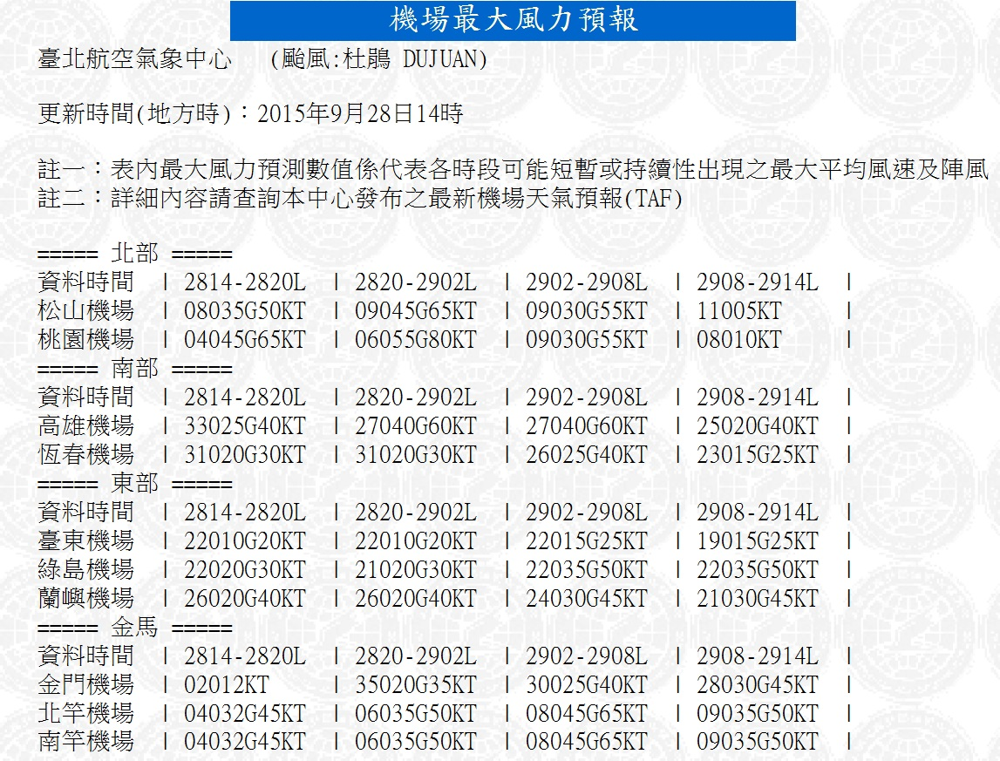 機場最大風力預報
臺北航空氣象中心 (颱風:杜鵑 DUJUAN)
更新時間(地方時)：2015年9月28日14時
註一：表內最大風力預測數值係代表各時段可能短暫或持續性出現之最大平均風速及陣風
註二：詳細內容請查詢本中心發布之最新機場天氣預報(TAF)
===== 北部 =====
資料時間 | 2814-2820L | 2820-2902L | 2902-2908L | 2908-2914L |
松山機場 | 08035G50KT | 09045G65KT | 09030G55KT | 11005KT |
桃園機場 | 04045G65KT | 06055G80KT | 09030G55KT | 08010KT |
===== 南部 =====
資料時間 | 2814-2820L | 2820-2902L | 2902-2908L | 2908-2914L |
高雄機場 | 33025G40KT | 27040G60KT | 27040G60KT | 25020G40KT |
恆春機場 | 31020G30KT | 31020G30KT | 26025G40KT | 23015G25KT |
===== 東部 =====
資料時間 | 2814-2820L | 2820-2902L | 2902-2908L | 2908-2914L |
臺東機場 | 22010G20KT | 22010G20KT | 22015G25KT | 19015G25KT |
綠島機場 | 22020G30KT | 21020G30KT | 22035G50KT | 22035G50KT |
蘭嶼機場 | 26020G40KT | 26020G40KT | 24030G45KT | 21030G45KT |
===== 金馬 =====
資料時間 | 2814-2820L | 2820-2902L | 2902-2908L | 2908-2914L |
金門機場 | 02012KT | 35020G35KT | 30025G40KT | 28030G45KT |
北竿機場 | 04032G45KT | 06035G50KT | 08045G65KT | 09035G50KT |
南竿機場 | 04032G45KT | 06035G50KT | 08045G65KT | 09035G50KT |